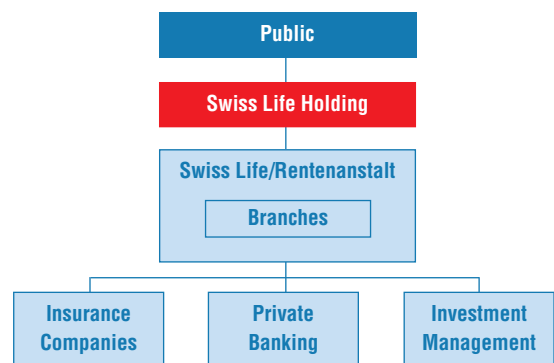 Public
Swiss Life Holding
Swiss Life/Rentenanstalt
Branches
Insurance
Companies
Private
Banking
Investment
Management